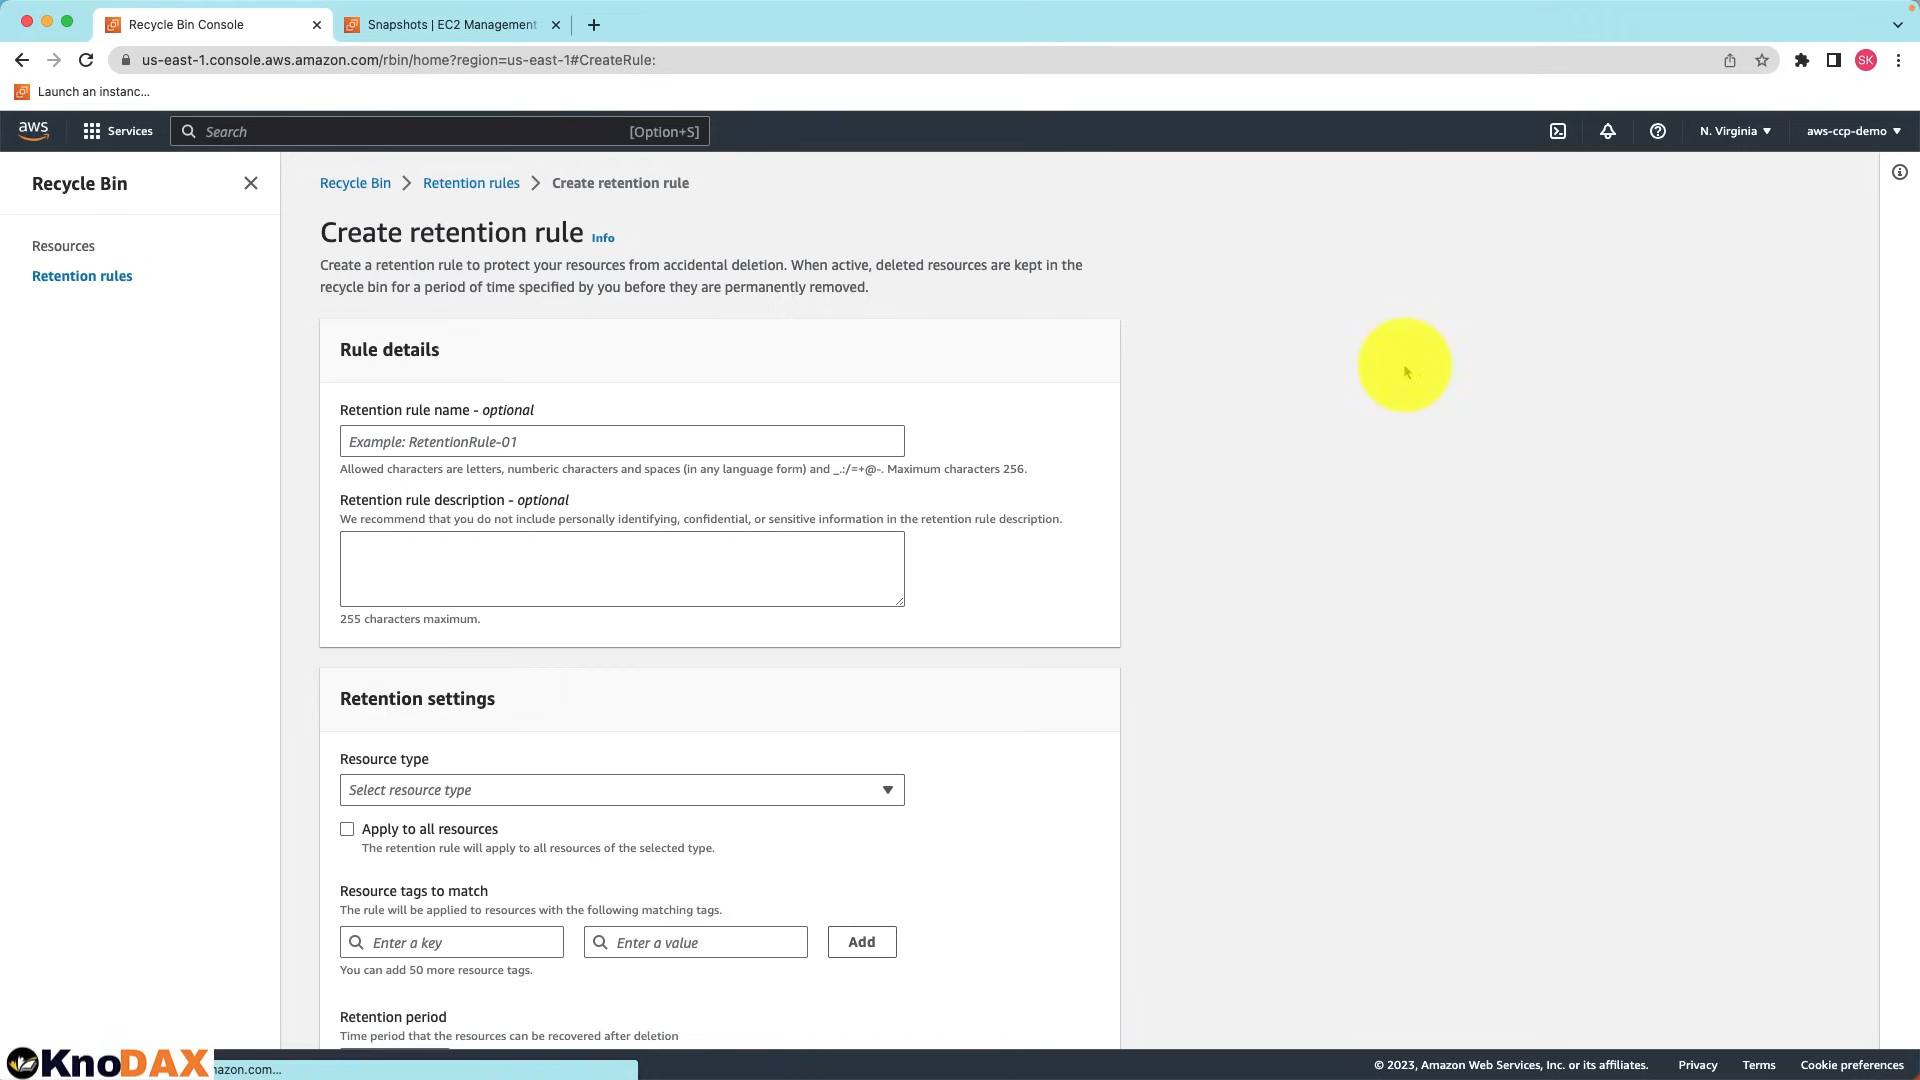 Recycle Bin Console
Snapshots | EC2 Management
us-east-1.console.aws.amazon.com/rbin/home?region=us-east-1#CreateRule:
SK
Launch an instanc...
aws
Services
Search
[Option+S]
N. Virginia
aws-ccp-demo
Recycle Bin
Resources
Retention rules
Recycle Bin > Retention rules > Create retention rule
Create retention rule Info
Create a retention rule to protect your resources from accidental deletion. When active, deleted resources are kept in the
recycle bin for a period of time specified by you before they are permanently removed.
Rule details
Retention rule name - optional
Example: RetentionRule-01
Allowed characters are letters, numberic characters and spaces (in any language form) and _.:/=+@-. Maximum characters 256.
Retention rule description - optional
We recommend that you do not include personally identifying, confidential, or sensitive information in the retention rule description.
255 characters maximum.
Retention settings
Resource type
Select resource type
Apply to all resources
The retention rule will apply to all resources of the selected type.
Resource tags to match
The rule will be applied to resources with the following matching tags.
Enter a key
Enter a value
Add
You can add 50 more resource tags.
Retention period
Time period that the resources can be recovered after deletion
KnoDAX
azon.com...
© 2023, Amazon Web Services, Inc. or its affiliates.
Privacy
Terms
Cookie preferences